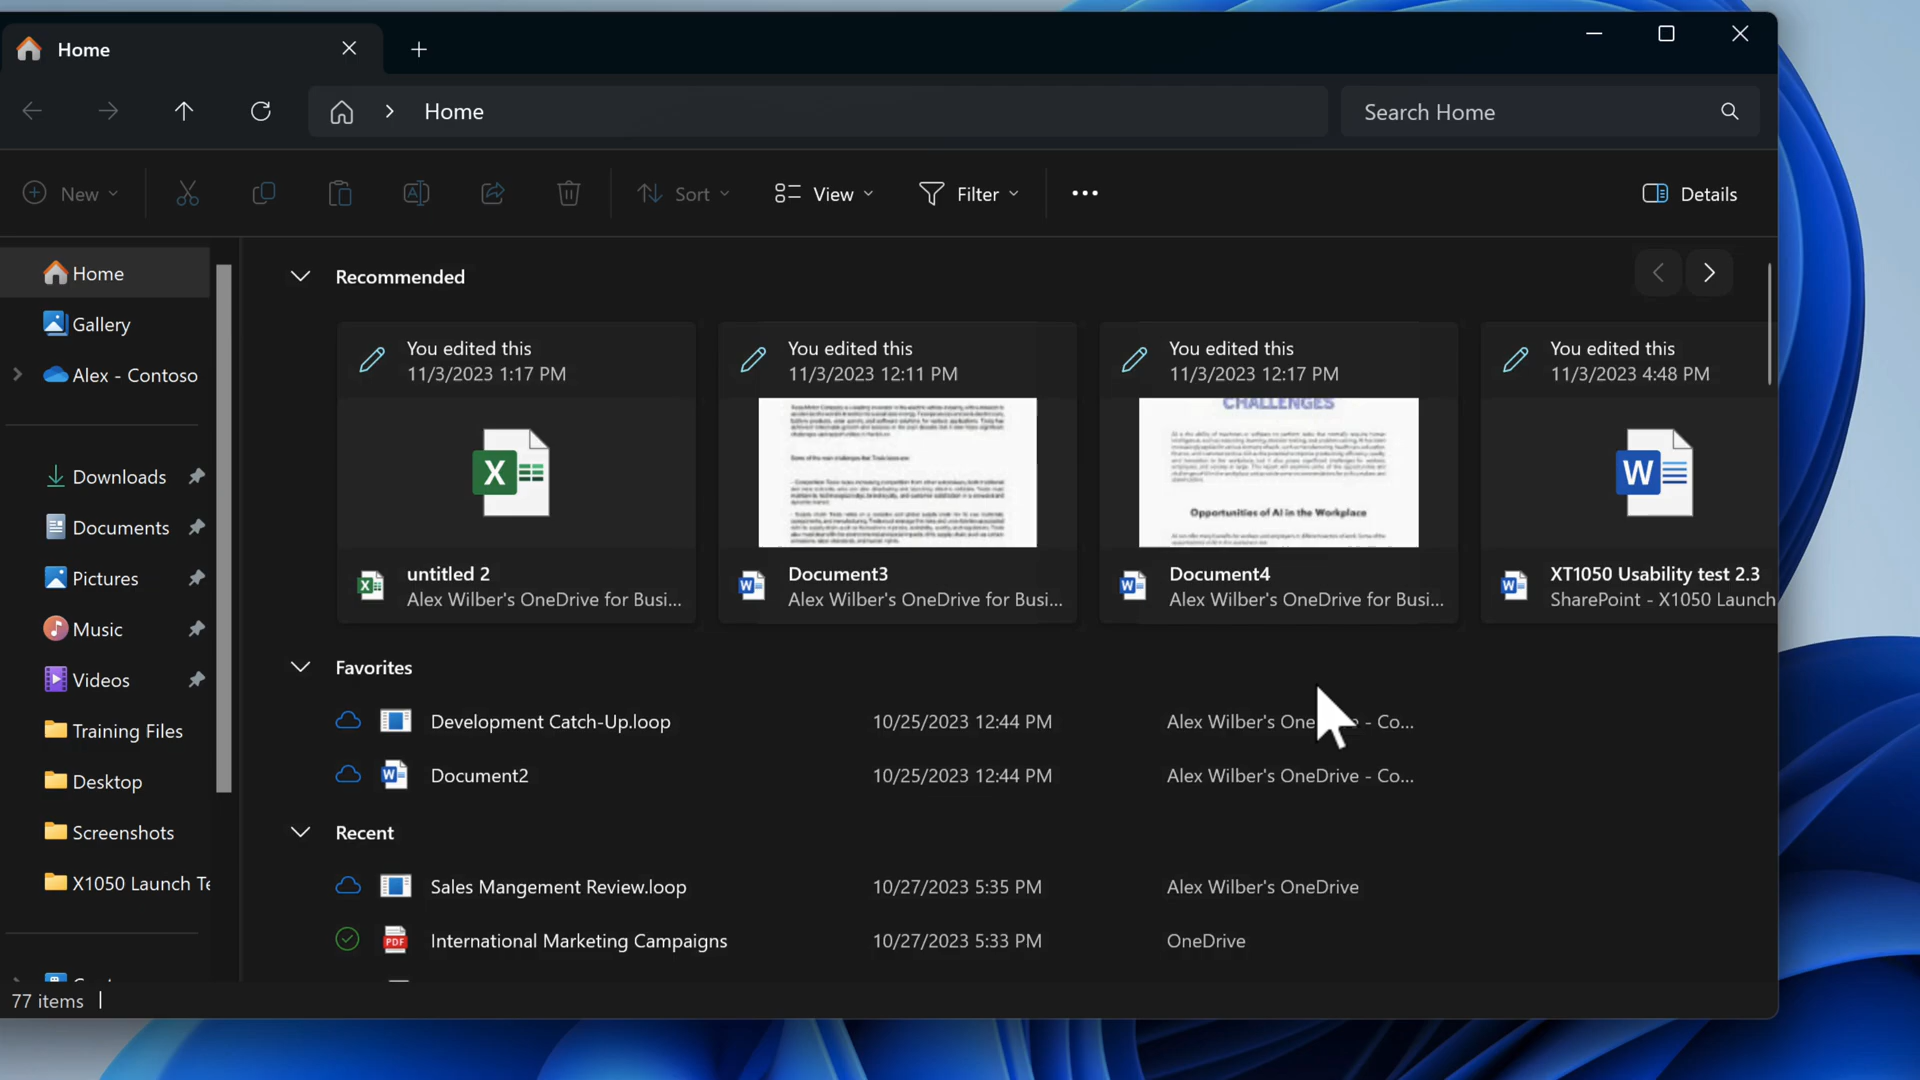 Home
Home
Search Home
New
Sort
View
Filter
Details
Home
Gallery
Alex - Contoso
Downloads
Documents
Pictures
Music
Videos
Training Files
Desktop
Screenshots
X1050 Launch Te
Recommended
You edited this
11/3/2023 1:17 PM
X
untitled 2
Alex Wilber's OneDrive for Busi...
You edited this
11/3/2023 12:11 PM
Document3
Alex Wilber's OneDrive for Busi...
You edited this
11/3/2023 12:17 PM
CHALLENGES
Opportunities of AI in the Workplace
Document4
Alex Wilber's OneDrive for Busi...
You edited this
11/3/2023 4:48 PM
W
XT1050 Usability test 2.3
SharePoint - X1050 Launch
Favorites
Development Catch-Up.loop 10/25/2023 12:44 PM Alex Wilber's - Co...
Document2 10/25/2023 12:44 PM Alex Wilber's OneDrive - Co...
Recent
Sales Mangement Review.loop 10/27/2023 5:35 PM Alex Wilber's OneDrive
PDF International Marketing Campaigns 10/27/2023 5:33 PM OneDrive
77 items